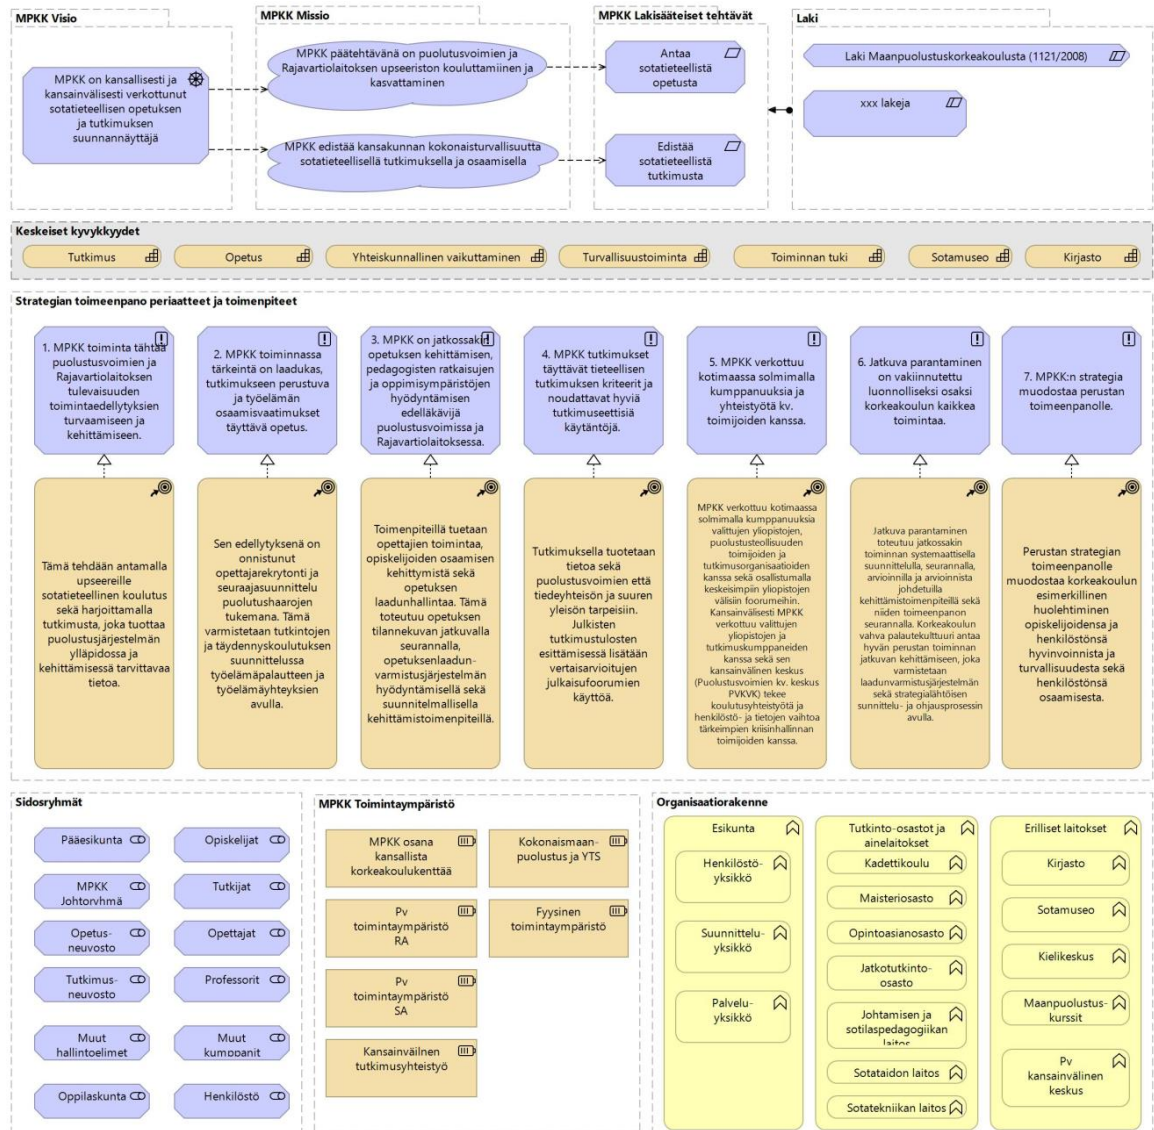 MPKK Visio
MPKK on kansallisesti ja
kansainvälisesti verkottunut
sotatieteellisen opetuksen
ja tutkimuksen
suunnannäyttäjä
MPKK Missio
MPKK päätehtävänä on puolutusvoimien ja
Rajavartiolaitoksen upseeriston kouluttamiinen ja
kasvattaminen
MPKK edistää kansakunnan kokonaisturvallisuutta
sotatieteellisellä tutkimuksella ja osaamisella
MPKK Lakisääteiset tehtävät
Antaa
sotatieteellistä
opetusta
Edistää
sotatieteellistä
tutkimusta
Laki
Laki Maanpuolustuskorkeakoulusta (1121/2008)
xxx lakeja
Keskeiset kyvykkyydet
Tutkimus
Opetus
Yhteiskunnallinen vaikuttaminen
Turvallisuustoiminta
Toiminnan tuki
Sotamuseo
Kirjasto
Strategian toimeenpano periaatteet ja toimenpiteet
1. MPKK toiminta tähtää
puolustusvoimien ja
Rajavartiolaitoksen
tulevaisuuden
toimintaedellytyksien
turvaamiseen ja
kehittämiseen.
2. MPKK toiminnassa
tärkeintä on laadukas,
tutkimukseen perustuva
ja työelämän
osaamisvaatimukset
täyttävä opetus.
3. MPKK on jatkossakin
opetuksen kehittämisen,
pedagogisten ratkaisujen
ja oppimisympäristöjen
hyödyntämisen
edelläkävijä
puolustusvoimissa ja
Rajavartiolaitoksessa.
4. MPKK tutkimukset
täyttävät tieteellisen
tutkimuksen kriteerit ja
noudattavat hyviä
tutkimuseettisiä
käytäntöjä.
5. MPKK verkottuu
kotimaassa solmimalla
kumppanuuksia ja
yhteistyötä kv.
toimijoiden kanssa.
6. Jatkuva parantaminen
on vakiinnutettu
luonnolliseksi osaksi
korkeakoulun kaikkea
toimintaa.
7. MPKK:n strategia
muodostaa perustan
toimeenpanolle.
Tämä tehdään antamalla
upseereille
sotatieteellinen koulutus
sekä harjoittamalla
tutkimusta, joka tuottaa
puolustusjärjestelmän
ylläpidossa ja
kehittämisessä tarvittavaa
tietoa.
Sen edellytyksenä on
onnistunut
opettajarekrytonti ja
seuraajasuunnittelu
puolutushaarojen
tukemana. Tämä
varmistetaan tutkintojen
ja täydennyskoulutuksen
suunnittelussa
työelämäpalautteen ja
työelämäyhteyksien
avulla.
Toimenpiteillä tuetaan
opettajien toimintaa,
opiskelijoiden osaamisen
kehittymistä sekä
opetuksen
laadunhallintaa. Tämä
toteutuu opetuksen
tilannekuvan jatkuvalla
seurannalla,
opetuksenlaadun-
varmistusjärjestelmän
hyödyntämisellä sekä
suunnitelmallisella
kehittämistoimenpiteillä.
Tutkimuksella tuotetaan
tietoa sekä
puolustusvoimien että
tiedeyhteisön ja suuren
yleisön tarpeisiin.
Julkisten
tutkimustulosten
esittämisessä lisätään
vertaisarvioitujen
julkaisufoorumien
käyttöä.
MPKK verkottuu kotimaassa
solmimalla kumppanuuksia
valittujen yliopistojen,
puolustusteollisuuden
toimijoiden ja
tutkimusorganisaatioiden
kanssa sekä osallistumalla
keskeisimpiin yliopistojen
välisiin foorumeihin.
Kansainvälisesti MPKK
verkottuu valittujen
yliopistojen ja
tutkimuskumppaneiden
kanssa sekä sen
kansainvälinen keskus
(Puolustusvoimien kv. keskus
PVKVK) tekee
koulutusyhteistyötä ja
henkilöstö- ja tietojen vaihtoa
tärkeimpien kriisinhallinnan
toimijoiden kanssa.
Jatkuva parantaminen
toteutuu jatkossakin
toiminnan systemaattisella
suunnittelulla, seurannalla,
arvioinnilla ja arvioinnista
johdetuilla
kehittämistoimenpiteillä sekä
niiden toimeenpanon
seurannalla. Korkeakoulun
vahva palautekulttuuri antaa
hyvän perustan toiminnan
jatkuvan kehittämiseen, joka
varmistetaan
laadunvarmistusjärjestelmän
sekä strategialähtöisen
sunnittelu- ja ohjausprosessin
avulla.
Perustan strategian
toimeenpanolle
muodostaa korkeakoulun
esimerkillinen
huolehtiminen
opiskelijoidensa ja
henkilöstönsä
hyvinvoinnista ja
turvallisuudesta sekä
henkilöstönsä
osaamisesta.
Sidosryhmät
Pääesikunta
Opiskelijat
MPKK
Johtorvhmä
Tutkijat
Opetus-
neuvosto
Opettajat
Tutkimus-
neuvosto
Professorit
Muut
hallintoelimet
Muut
kumppanit
Oppilaskunta
Henkilöstö
MPKK Toimintaympäristö
MPKK osana
kansallista
korkeakoulukenttää
Kokonaismaan-
puolustus ja YTS
Pv
toimintaympäristö
RA
Fyysinen
toimintaympäristö
Pv
toimintaympäristö
SA
Kansainväilnen
tutkimusyhteistyö
Organisaatiorakenne
Esikunta
Henkilöstö-
yksikkö
Suunnittelu-
yksikkö
Palvelu-
yksikkö
Tutkinto-osastot ja
ainelaitokset
Kadettikoulu
Maisteriosasto
Opintoasianosasto
Jatkotutkinto-
osasto
Johtamisen ja
sotilaspedagogiikan
laitos
Sotataidon laitos
Sotatekniikan laitos
Erilliset laitokset
Kirjasto
Sotamuseo
Kielikeskus
Maanpuolustus-
kurssit
Pv
kansainvälinen
keskus